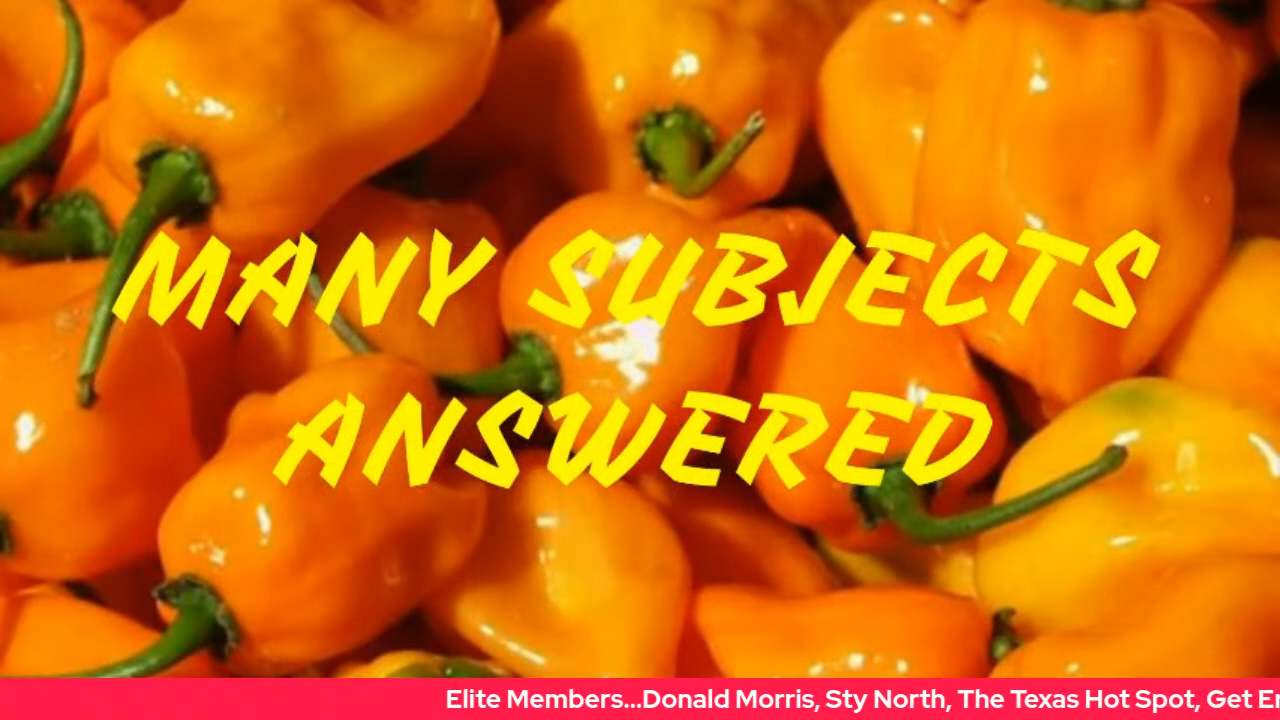 MANY SUBJECTS
ANSWERED
Elite Members...Donald Morris, Sty North, The Texas Hot Spot, Get